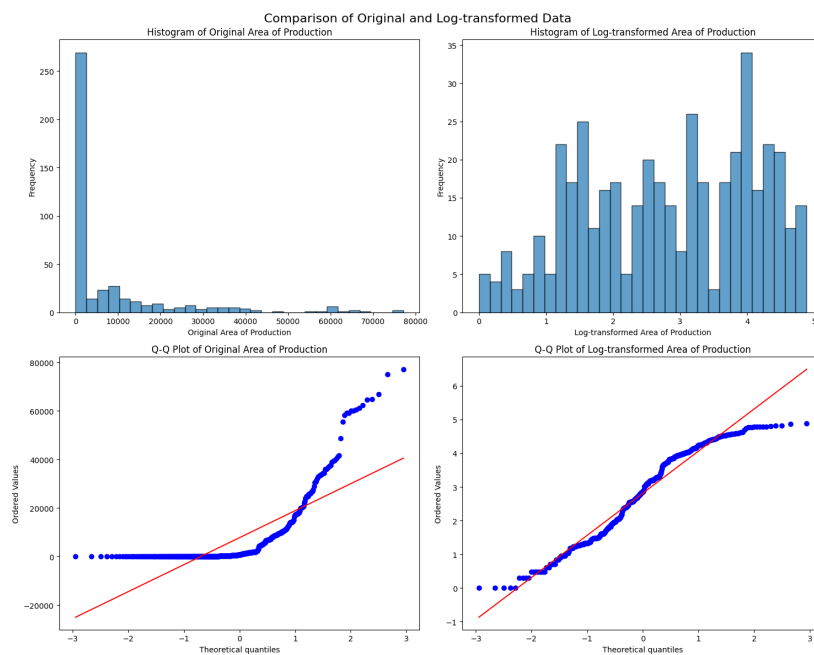 Comparison of Original and Log-transformed Data
Histogram of Original Area of Production
Histogram of Log-transformed Area of Production
Frequency
250
200
150
100
50
0
0 10000 20000 30000 40000 50000 60000 70000 80000
Original Area of Production
Frequency
35
30
25
20
15
10
5
0
0 1 2 3 4 5
Log-transformed Area of Production
Q-Q Plot of Original Area of Production
Q-Q Plot of Log-transformed Area of Production
Ordered Values
80000
60000
40000
20000
0
−20000
−3 −2 −1 0 1 2 3
Theoretical quantiles
Ordered Values
6
5
4
3
2
1
0
−1
−3 −2 −1 0 1 2 3
Theoretical quantiles